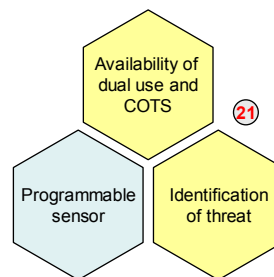 Availability of
dual use and
COTS
21
Programmable
sensor
Identification
of threat